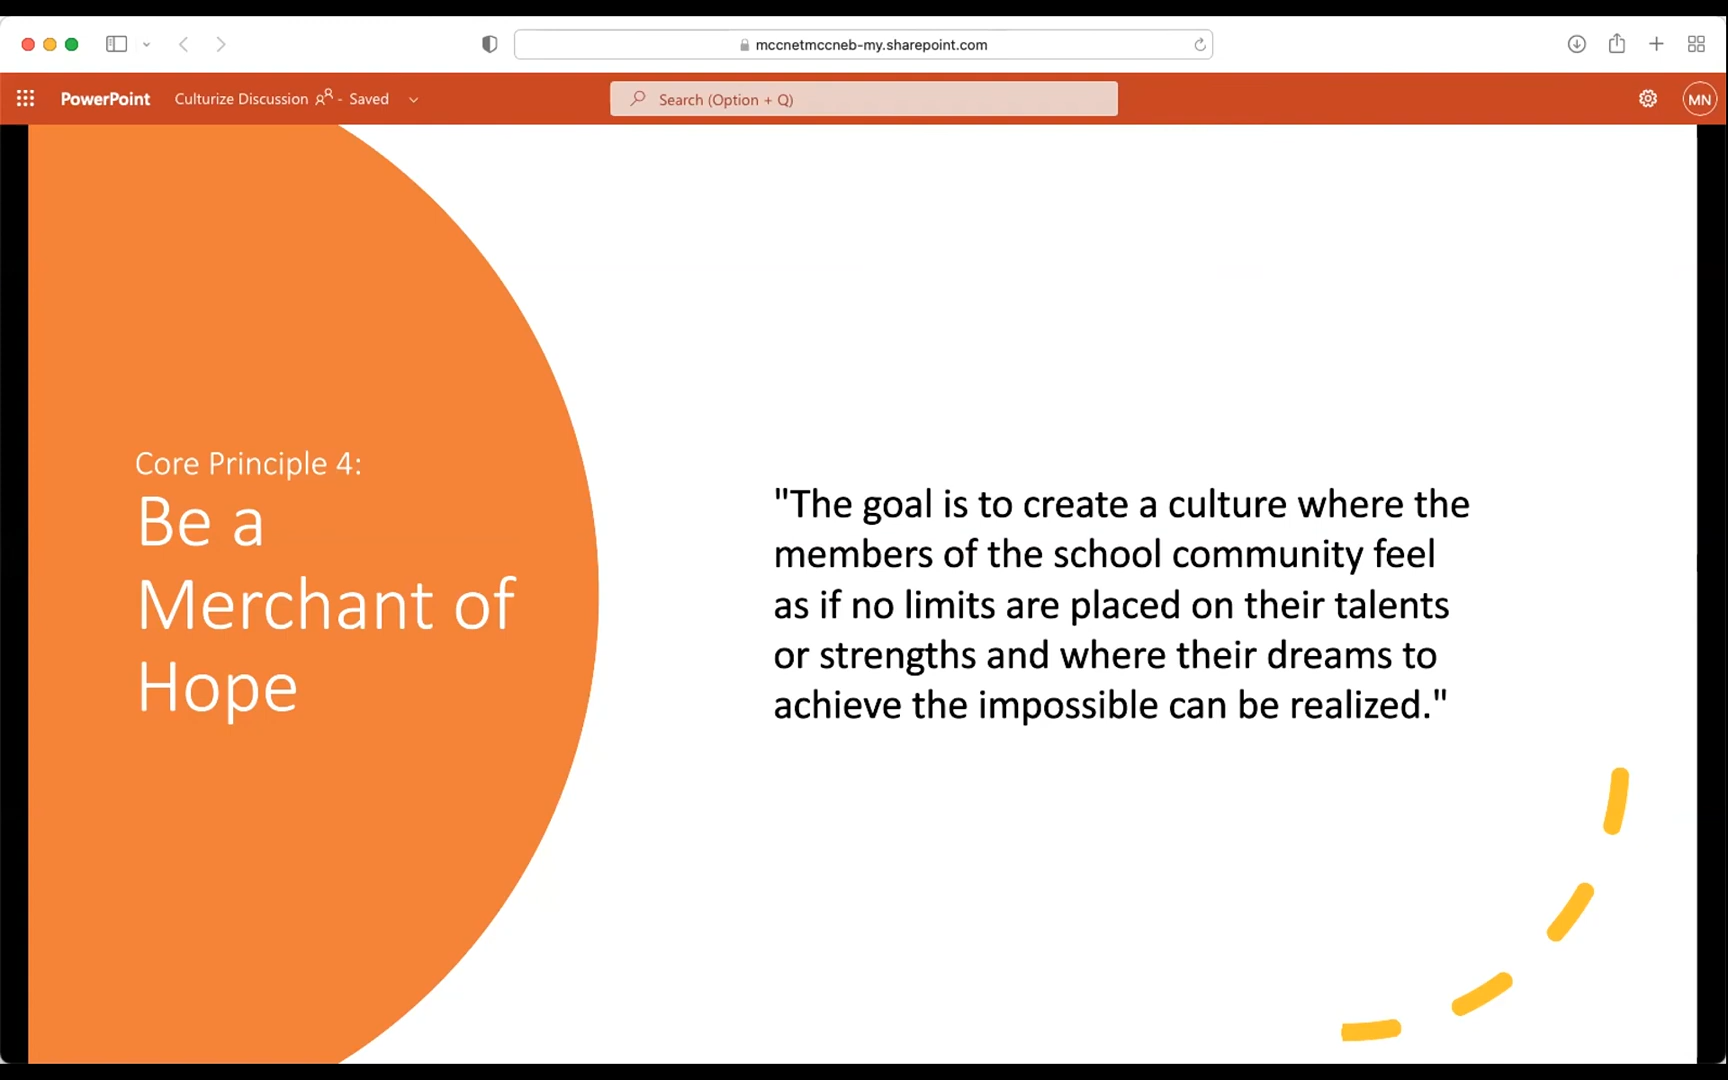 mccnetmccneb-my.sharepoint.com
PowerPoint
Culturize Discussion - Saved
Search (Option + Q)
MN
Core Principle 4:
Be a
Merchant of
Hope
"The goal is to create a culture where the
members of the school community feel
as if no limits are placed on their talents
or strengths and where their dreams to
achieve the impossible can be realized."